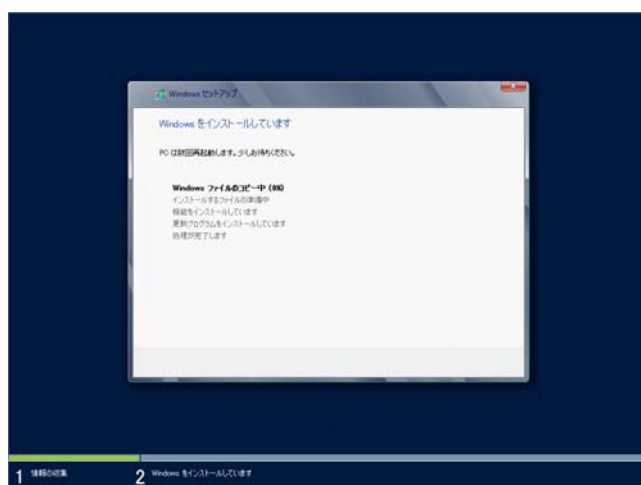 Windows セットアップ
Windows をインストールしています
PC は数回再起動します。少しお待ちください。
Windows ファイルのコピー中 (0%)
インストールするファイルの準備中
機能をインストールしています
更新プログラムをインストールしています
処理が完了します
1 情報の収集
2 Windows をインストールしています